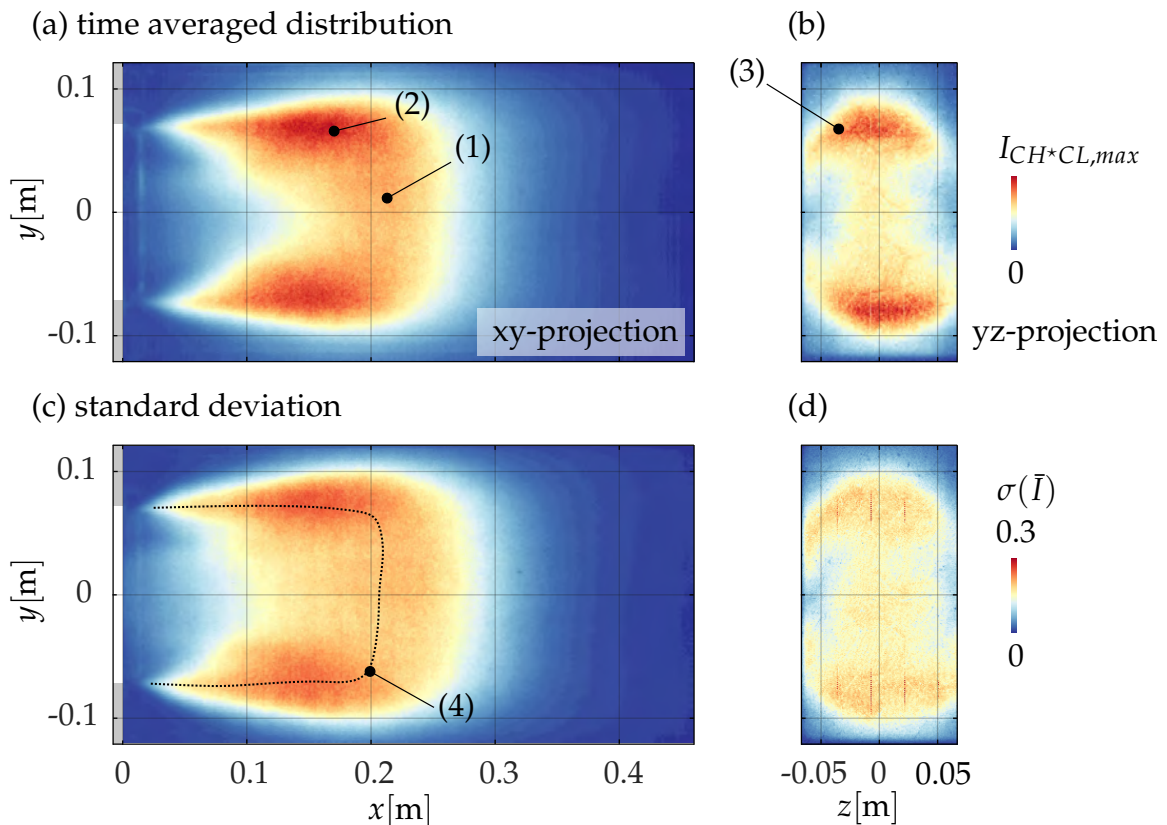 (a) time averaged distribution
(b)
0.1
0
-0.1
y[m]
(2)
(1)
xy-projection
(3)
yz-projection
I_{CH*CL,max}
0
(c) standard deviation
(d)
0.1
0
-0.1
y[m]
(4)
0 0.1 0.2 0.3 0.4
x[m]
-0.05 0 0.05
z[m]
σ(Ī)
0.3
0